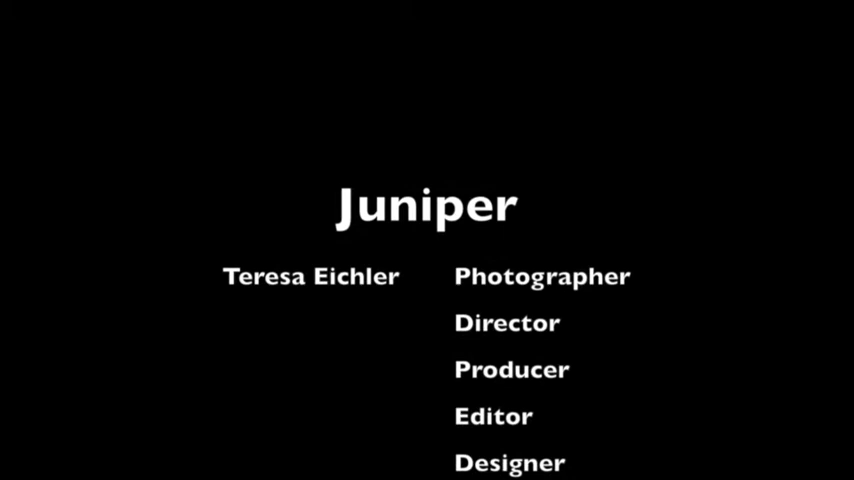 Juniper
Teresa Eichler Photographer
Director
Producer
Editor
Designer